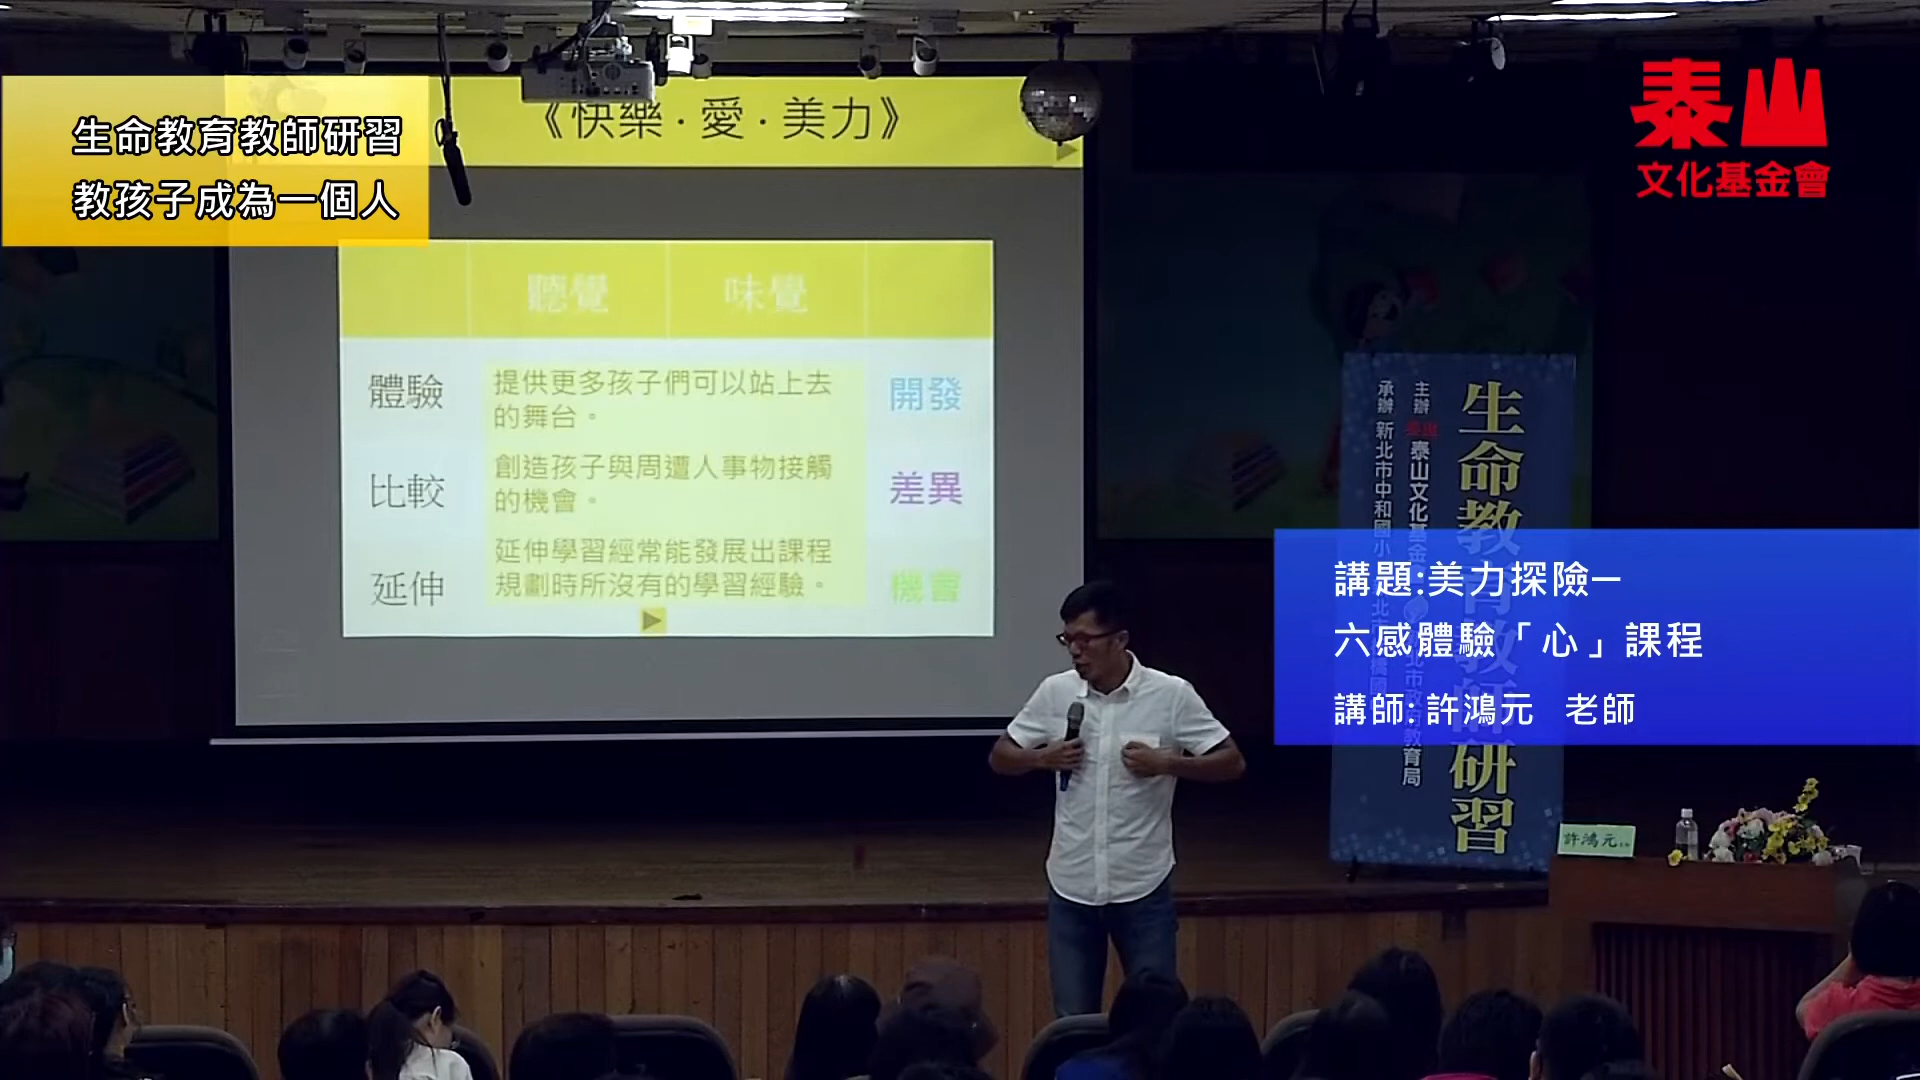 生命教育教師研習
教孩子成為一個人
《快樂·愛·美力》
泰山
文化基金會
聽覺 味覺
體驗 提供更多孩子們可以站上去
的舞台。 開發
比較 創造孩子與周遭人事物接觸
的機會。 差異
延伸 延伸學習經常能發展出課程
規劃時所沒有的學習經驗。
講題:美力探險─
六感體驗「心」課程
講師: 許鴻元 老師
生命教育教師研習
主辦 泰山文化基金
承辦 新北市中和國小
許鴻元